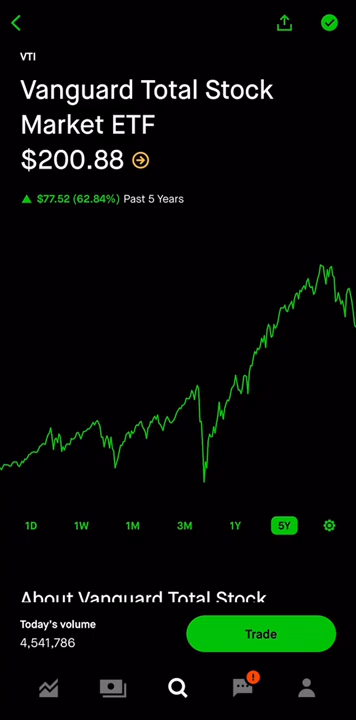 VTI
Vanguard Total Stock
Market ETF
$200.88
$77.52 (62.84%) Past 5 Years
1D 1W 1M 3M 1Y 5Y
About Vanguard Total Stock
Today's volume
4,541,786
Trade
!